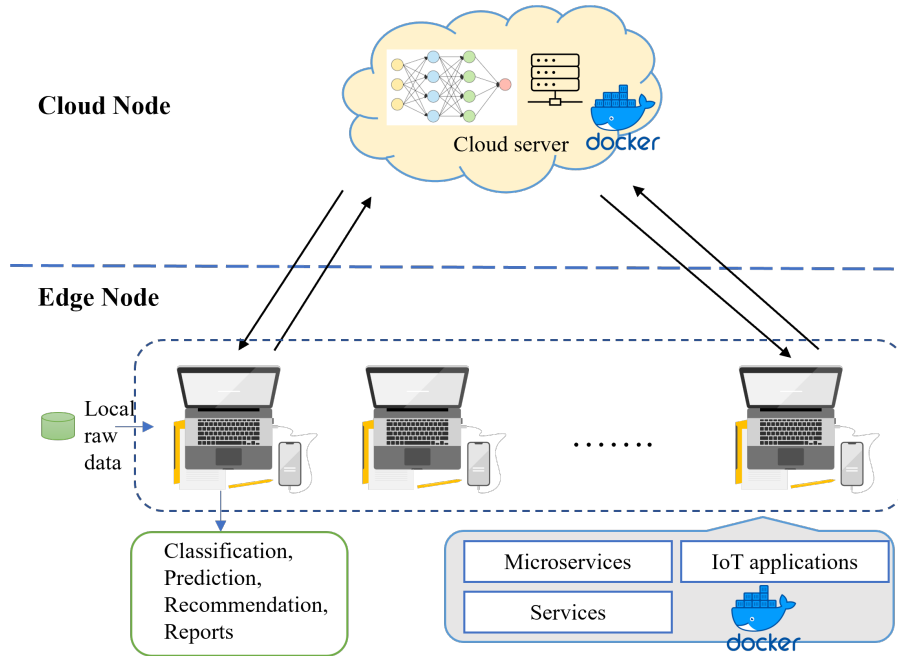 Cloud Node
Cloud server
docker
Edge Node
Local
raw
data
.......
Classification,
Prediction,
Recommendation,
Reports
Microservices
IoT applications
Services
docker